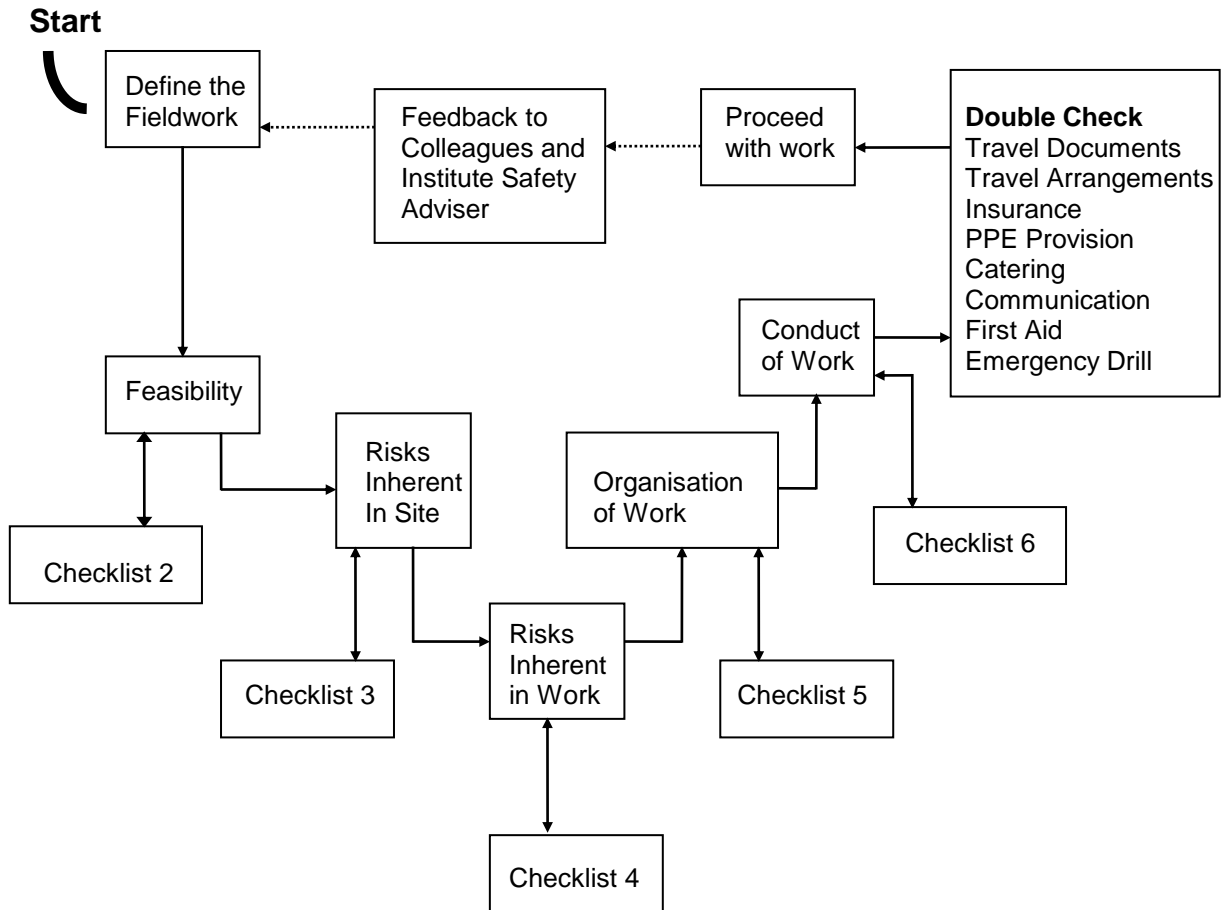 Start
Define the
Fieldwork
Feedback to
Colleagues and
Institute Safety
Adviser
Proceed
with work
Double Check
Travel Documents
Travel Arrangements
Insurance
PPE Provision
Catering
Communication
First Aid
Emergency Drill
Conduct
of Work
Feasibility
Risks
Inherent
In Site
Organisation
of Work
Checklist 6
Checklist 2
Risks
Inherent
in Work
Checklist 3
Checklist 5
Checklist 4